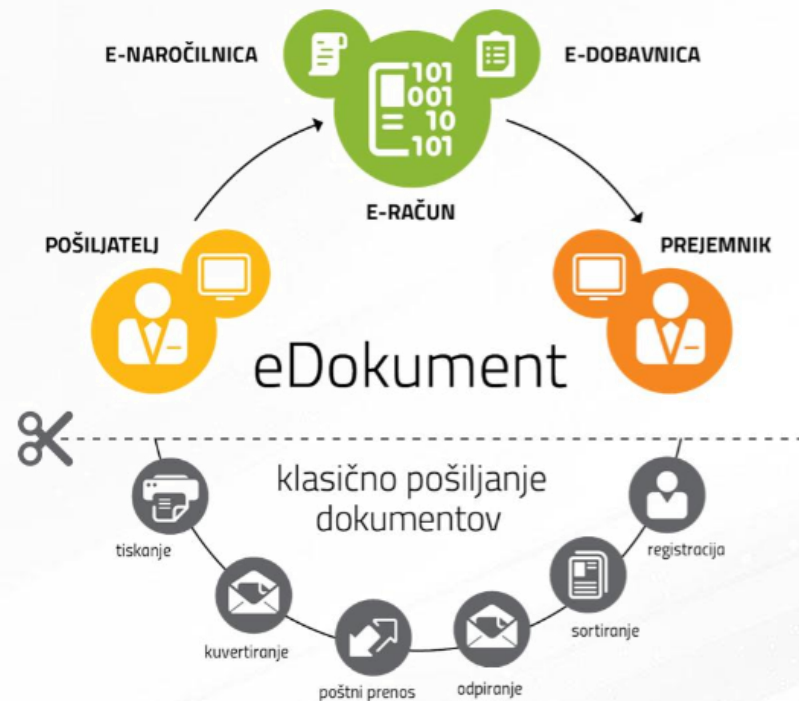 E-NAROČILNICA
E-DOBAVNICA
101
001
10
101
E-RAČUN
POŠILJATELJ
PREJEMNIK
eDokument
klasično pošiljanje
dokumentov
tiskanje
kuvertiranje
poštni prenos
odpiranje
sortiranje
registracija